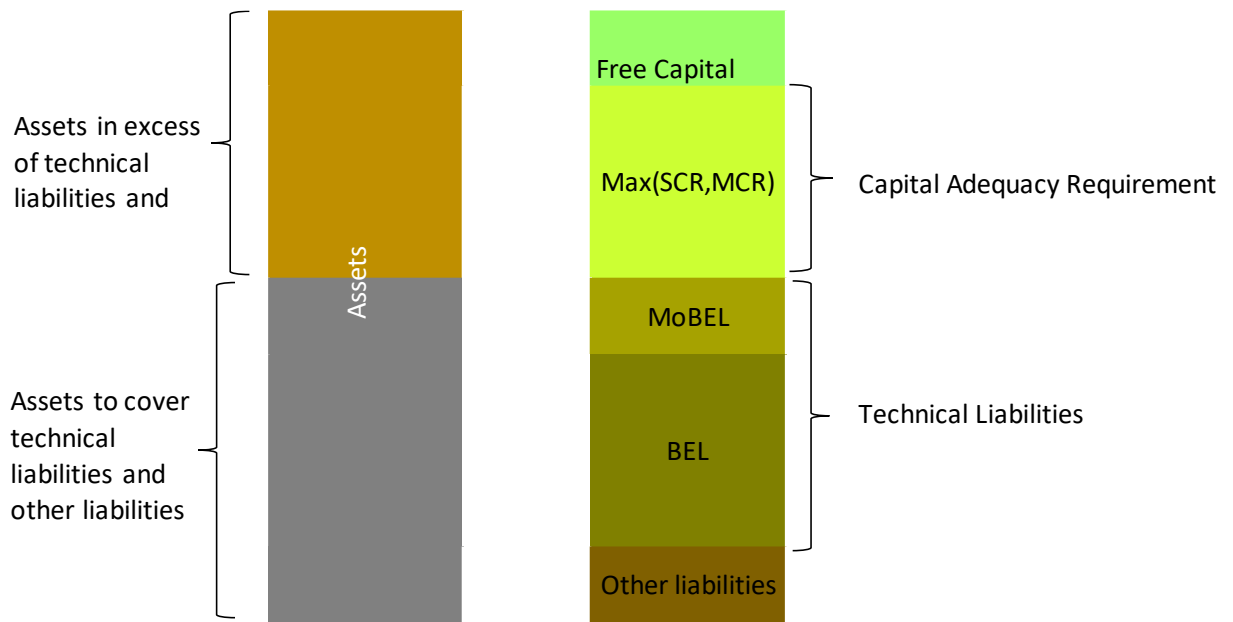 Assets in excess
of technical
liabilities and
Assets to cover
technical
liabilities and
other liabilities
Assets
Free Capital
Max(SCR,MCR)
MoBEL
BEL
Other liabilities
Capital Adequacy Requirement
Technical Liabilities